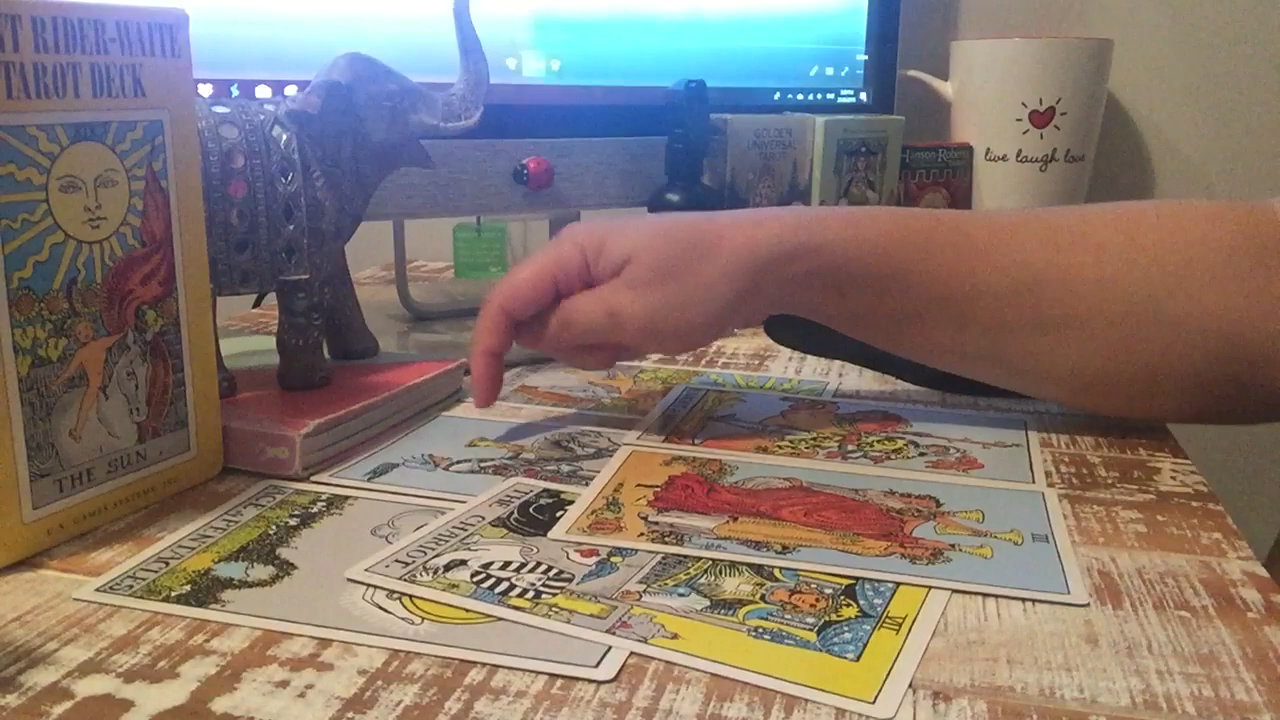 T RIDER-WAITE
TAROT DECK
THE SUN.
U.S. GAMES SYSTEMS, INC.
GOLDEN
UNIVERSAL
TAROT
Hanson-Roberts
live laugh love
ACE of PENTACLES
THE CHARIOT.
VII
III